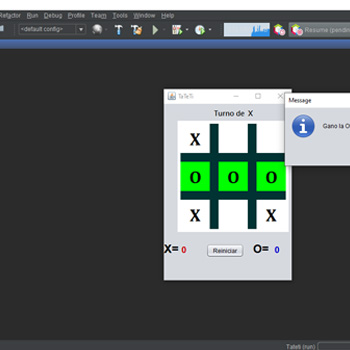 Refactor Run Debug Profile Team Tools Window Help
<default config>
Resume (pendin
TaTeTi
Message
Turno de X
Gano la O
X
O O O
X X
X= 0 Reiniciar O= 0
Tateti (run)